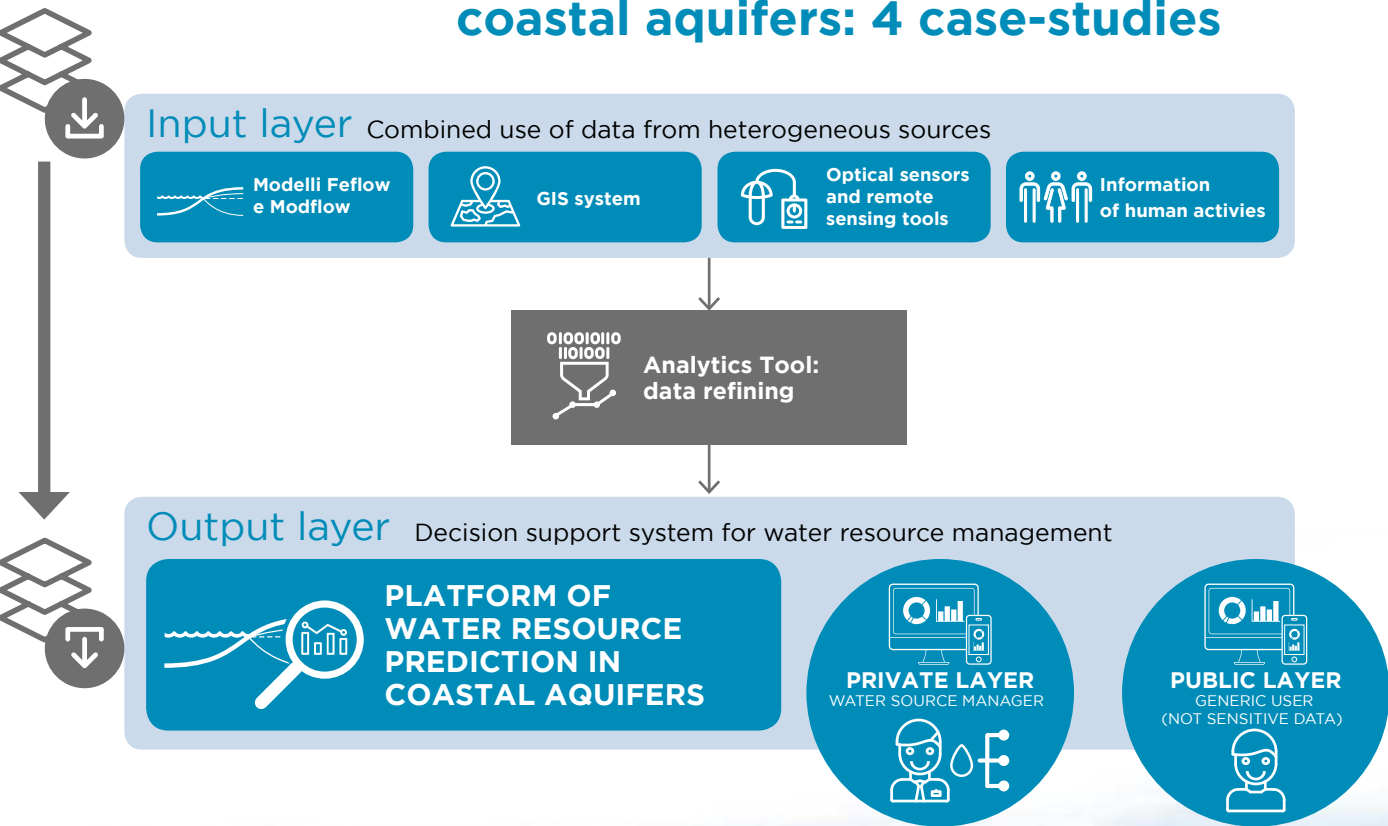 coastal aquifers: 4 case-studies
Input layer Combined use of data from heterogeneous sources
Modelli Feflow
e Modflow
GIS system
Optical sensors
and remote
sensing tools
Information
of human activies
010010110
1101001
Analytics Tool:
data refining
Output layer Decision support system for water resource management
PLATFORM OF
WATER RESOURCE
PREDICTION IN
COASTAL AQUIFERS
PRIVATE LAYER
WATER SOURCE MANAGER
PUBLIC LAYER
GENERIC USER
(NOT SENSITIVE DATA)